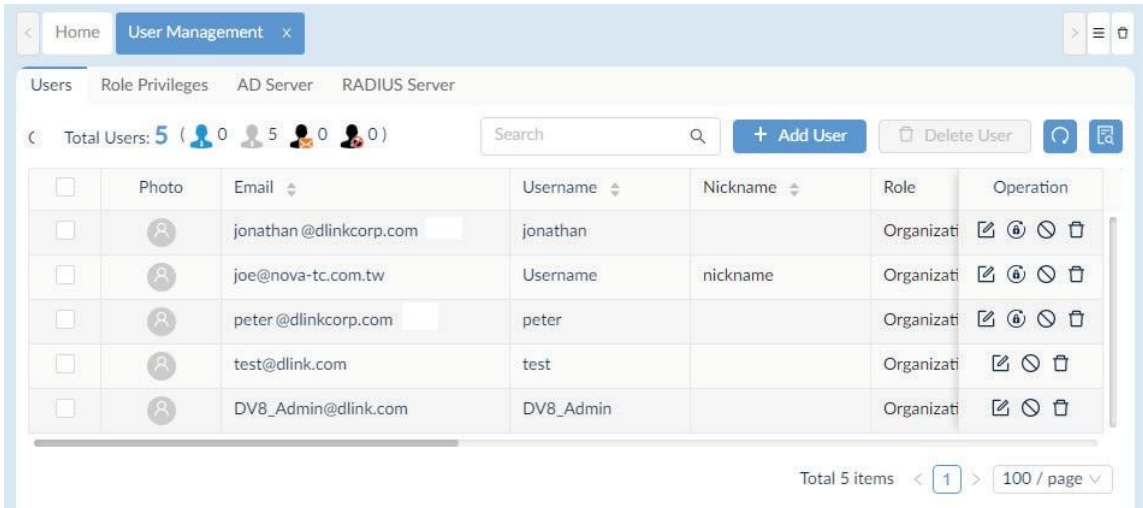 Home User Management x
Users Role Privileges AD Server RADIUS Server
Total Users: 5 ( 0 5 0 0 ) Search + Add User Delete User
Photo Email Username Nickname Role Operation
jonathan @dlinkcorp.com jonathan Organizati
joe@nova-tc.com.tw Username nickname Organizati
peter @dlinkcorp.com peter Organizati
test@dlink.com test Organizati
DV8_Admin@dlink.com DV8_Admin Organizati
Total 5 items < 1 > 100 / page